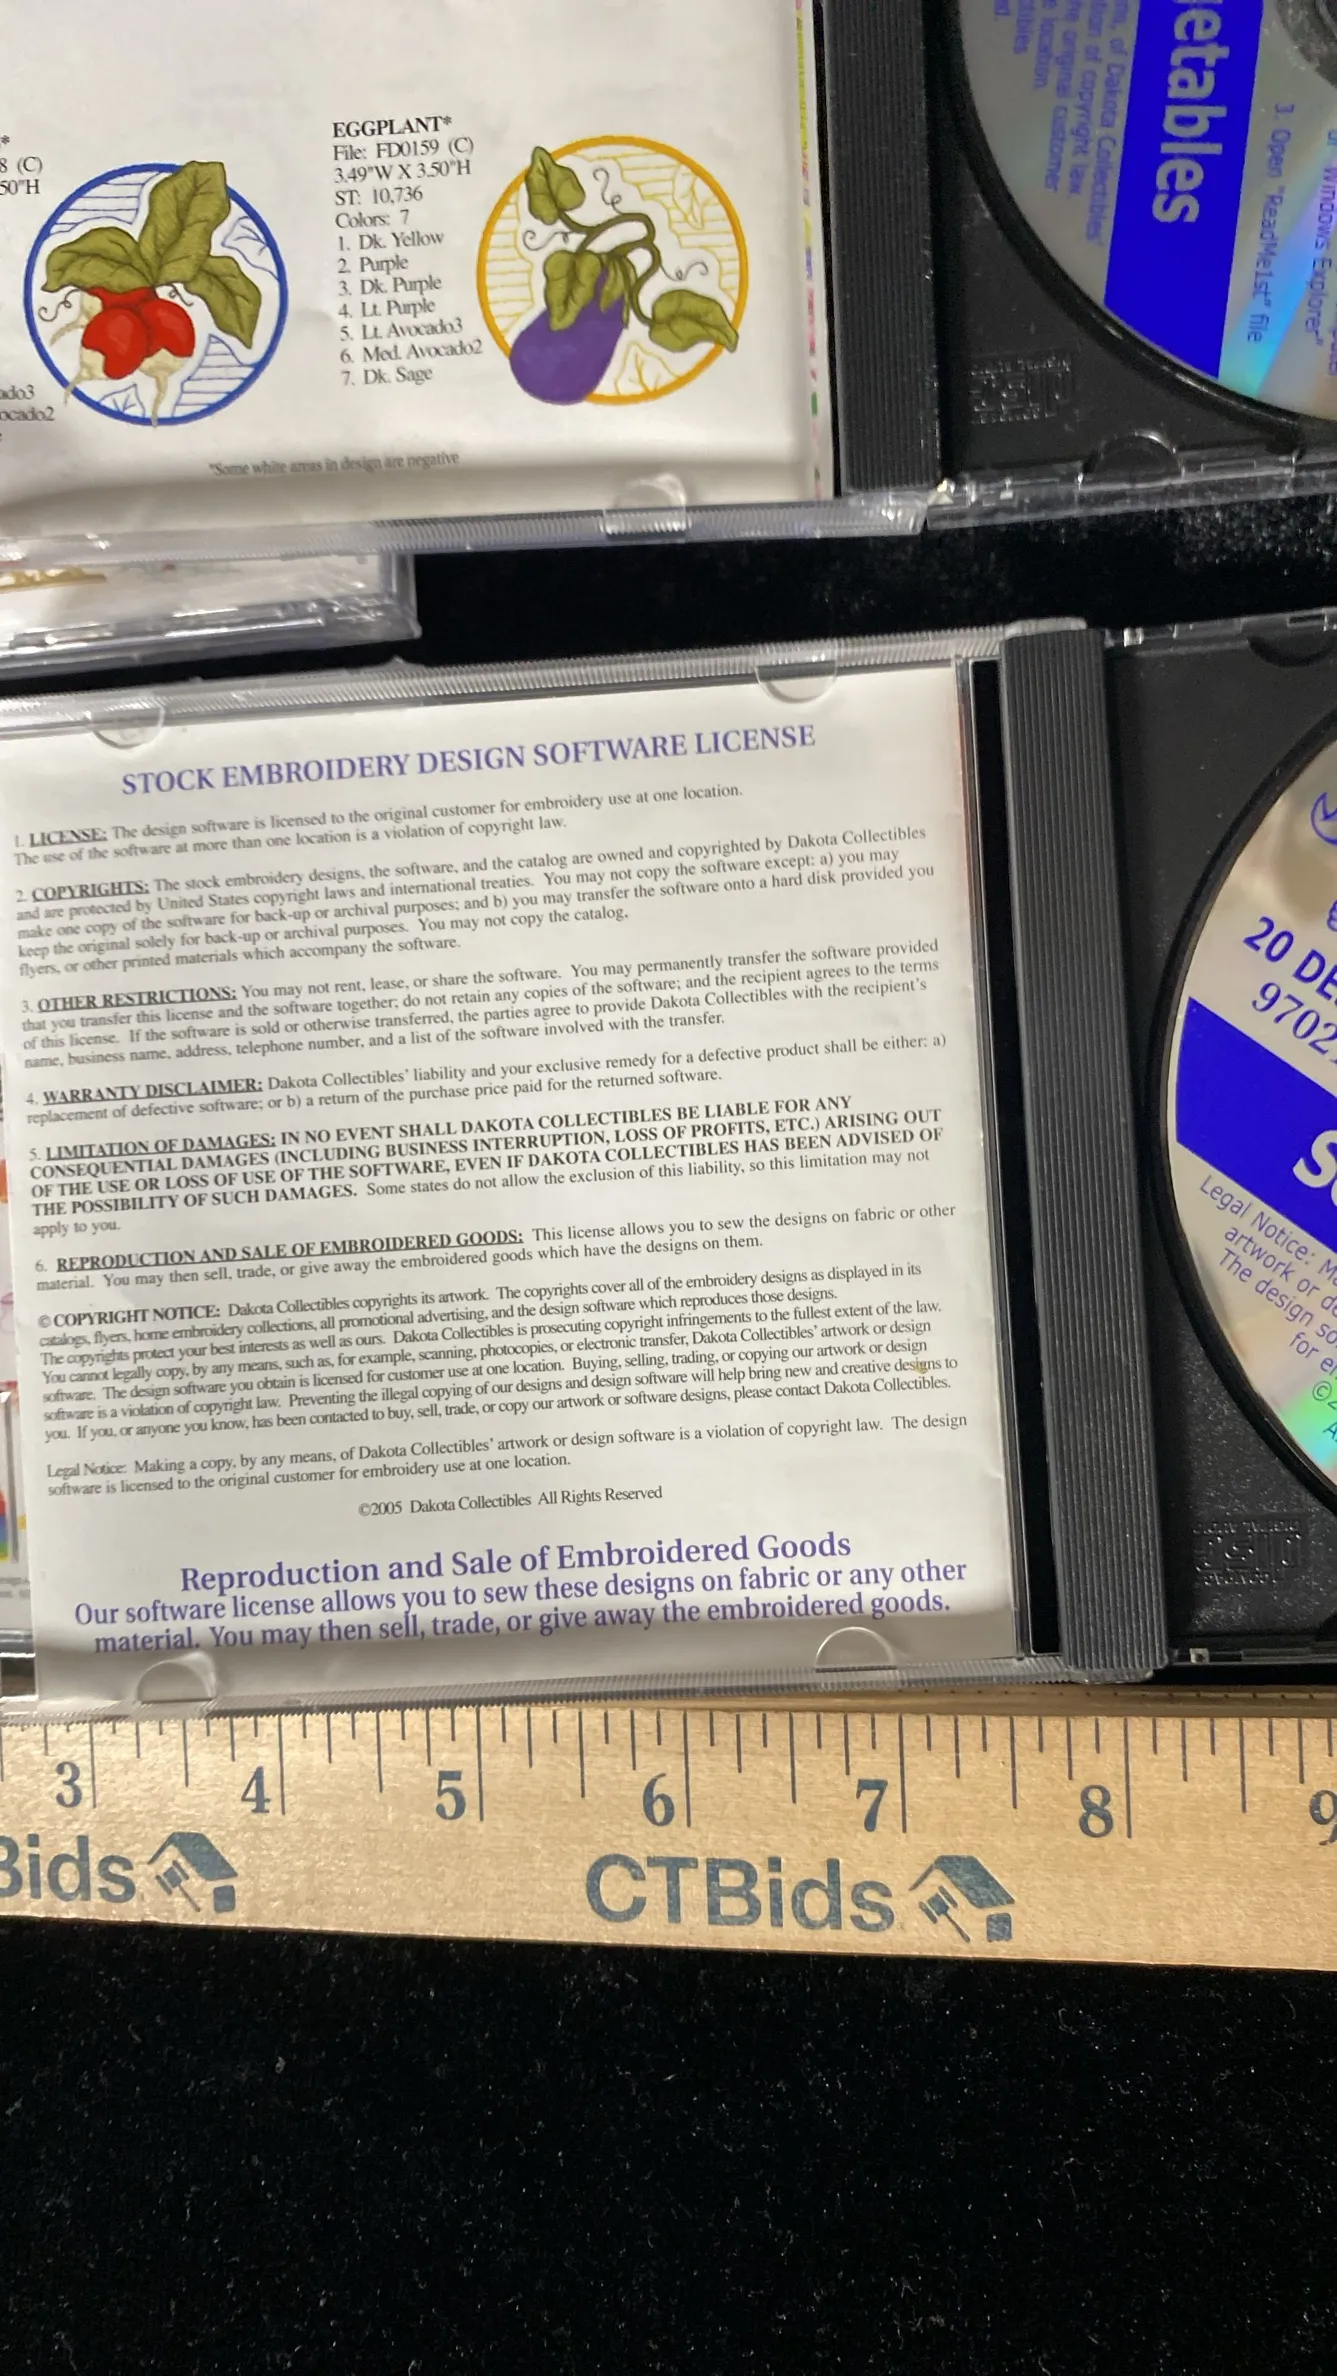 *
8 (C)
50"H
ado3
ocado2
EGGPLANT*
File: FD0159 (C)
3.49"W X 3.50"H
ST: 10,736
Colors: 7
1. Dk. Yellow
2. Purple
3. Dk. Purple
4. Lt. Purple
5. Lt. Avocado3
6. Med. Avocado2
7. Dk. Sage
*Some white areas in design are negative
etables
1. Open "ReadMe1st" file
Windows Explorer"
of Dakota Collectibles'
of copyright law.
the original customer
location.
STOCK EMBROIDERY DESIGN SOFTWARE LICENSE
1. LICENSE: The design software is licensed to the original customer for embroidery use at one location.
The use of the software at more than one location is a violation of copyright law.
2. COPYRIGHTS: The stock embroidery designs, the software, and the catalog are owned and copyrighted by Dakota Collectibles
and are protected by United States copyright laws and international treaties. You may not copy the software except: a) you may
make one copy of the software for back-up or archival purposes; and b) you may transfer the software onto a hard disk provided you
keep the original solely for back-up or archival purposes. You may not copy the catalog,
flyers, or other printed materials which accompany the software.
3. OTHER RESTRICTIONS: You may not rent, lease, or share the software. You may permanently transfer the software provided
that you transfer this license and the software together; do not retain any copies of the software; and the recipient agrees to the terms
of this license. If the software is sold or otherwise transferred, the parties agree to provide Dakota Collectibles with the recipient's
name, business name, address, telephone number, and a list of the software involved with the transfer.
4. WARRANTY DISCLAIMER: Dakota Collectibles' liability and your exclusive remedy for a defective product shall be either: a)
replacement of defective software; or b) a return of the purchase price paid for the returned software.
5. LIMITATION OF DAMAGES: IN NO EVENT SHALL DAKOTA COLLECTIBLES BE LIABLE FOR ANY
CONSEQUENTIAL DAMAGES (INCLUDING BUSINESS INTERRUPTION, LOSS OF PROFITS, ETC.) ARISING OUT
OF THE USE OR LOSS OF USE OF THE SOFTWARE, EVEN IF DAKOTA COLLECTIBLES HAS BEEN ADVISED OF
THE POSSIBILITY OF SUCH DAMAGES. Some states do not allow the exclusion of this liability, so this limitation may not
apply to you.
6. REPRODUCTION AND SALE OF EMBROIDERED GOODS: This license allows you to sew the designs on fabric or other
material. You may then sell, trade, or give away the embroidered goods which have the designs on them.
© COPYRIGHT NOTICE: Dakota Collectibles copyrights its artwork. The copyrights cover all of the embroidery designs as displayed in its
catalogs, flyers, home embroidery collections, all promotional advertising, and the design software which reproduces those designs.
The copyrights protect your best interests as well as ours. Dakota Collectibles is prosecuting copyright infringements to the fullest extent of the law.
You cannot legally copy, by any means, such as, for example, scanning, photocopies, or electronic transfer, Dakota Collectibles' artwork or design
software. The design software you obtain is licensed for customer use at one location. Buying, selling, trading, or copying our artwork or design
software is a violation of copyright law. Preventing the illegal copying of our designs and design software will help bring new and creative designs to
you. If you, or anyone you know, has been contacted to buy, sell, trade, or copy our artwork or software designs, please contact Dakota Collectibles.
Legal Notice: Making a copy, by any means, of Dakota Collectibles' artwork or design software is a violation of copyright law. The design
software is licensed to the original customer for embroidery use at one location.
©2005 Dakota Collectibles All Rights Reserved
Reproduction and Sale of Embroidered Goods
Our software license allows you to sew these designs on fabric or any other
material. You may then sell, trade, or give away the embroidered goods.
20 DE
9702
Legal Notice: M
artwork or de
The design so
for e
3 4 5 6 7 8 9
Bids CTBids